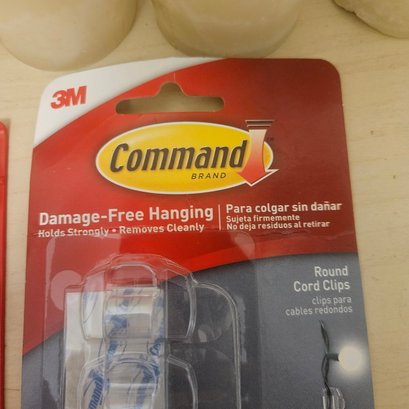 3M
Command
BRAND
Damage-Free Hanging
Holds Strongly • Removes Cleanly
Para colgar sin dañar
Sujeta firmemente
No deja residuos al retirar
Round
Cord Clips
clips para
cables redondos